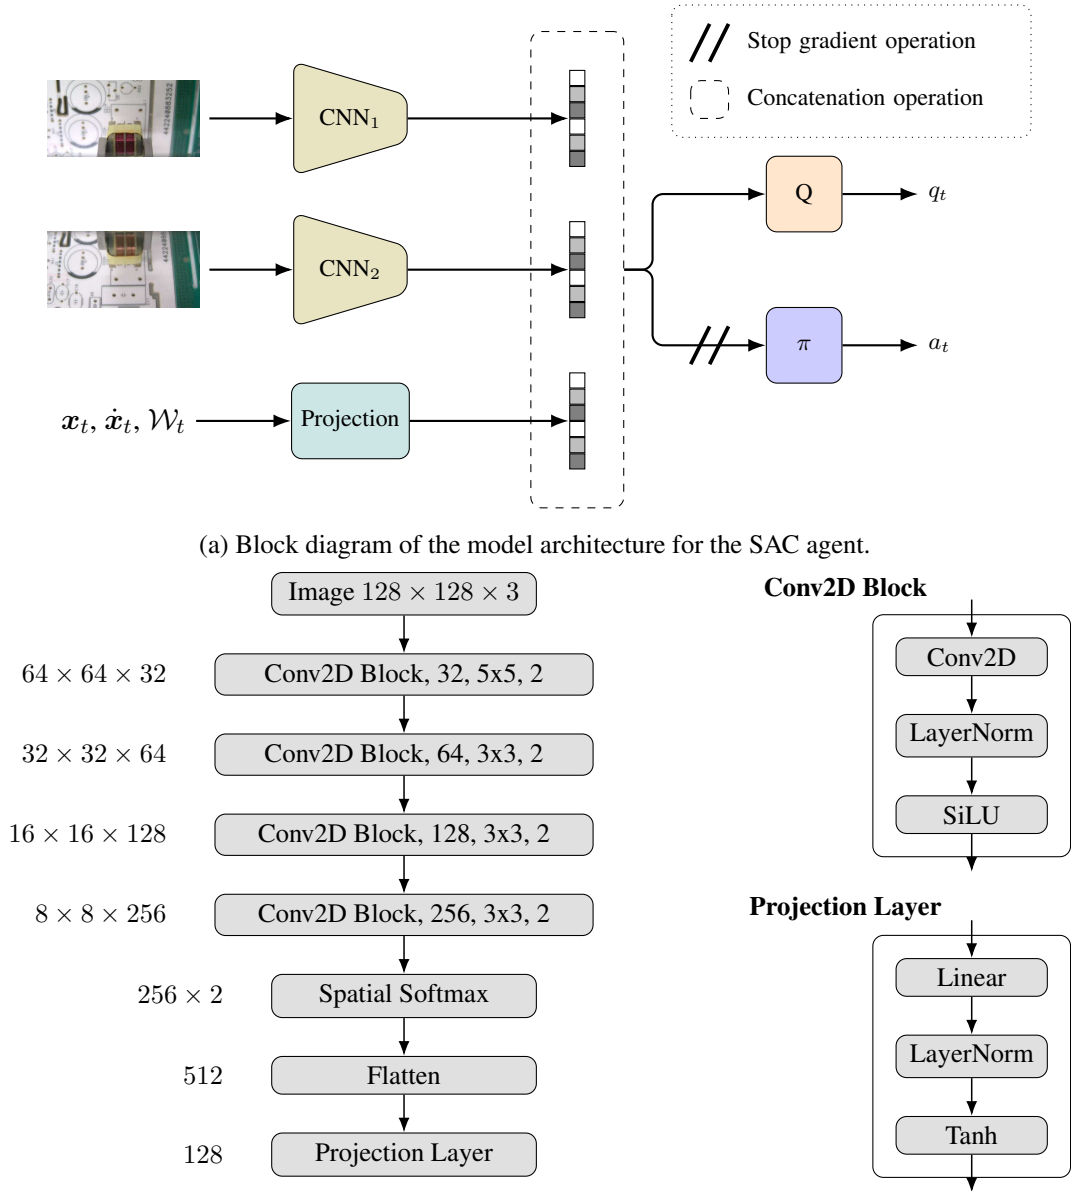 Stop gradient operation
Concatenation operation
CNN₁
CNN₂
Q
qₜ
π
aₜ
𝒙ₜ, 𝒙̇ₜ, 𝒲ₜ
Projection
(a) Block diagram of the model architecture for the SAC agent.
Image 128 × 128 × 3
64 × 64 × 32
Conv2D Block, 32, 5x5, 2
32 × 32 × 64
Conv2D Block, 64, 3x3, 2
16 × 16 × 128
Conv2D Block, 128, 3x3, 2
8 × 8 × 256
Conv2D Block, 256, 3x3, 2
256 × 2
Spatial Softmax
512
Flatten
128
Projection Layer
Conv2D Block
Conv2D
LayerNorm
SiLU
Projection Layer
Linear
LayerNorm
Tanh